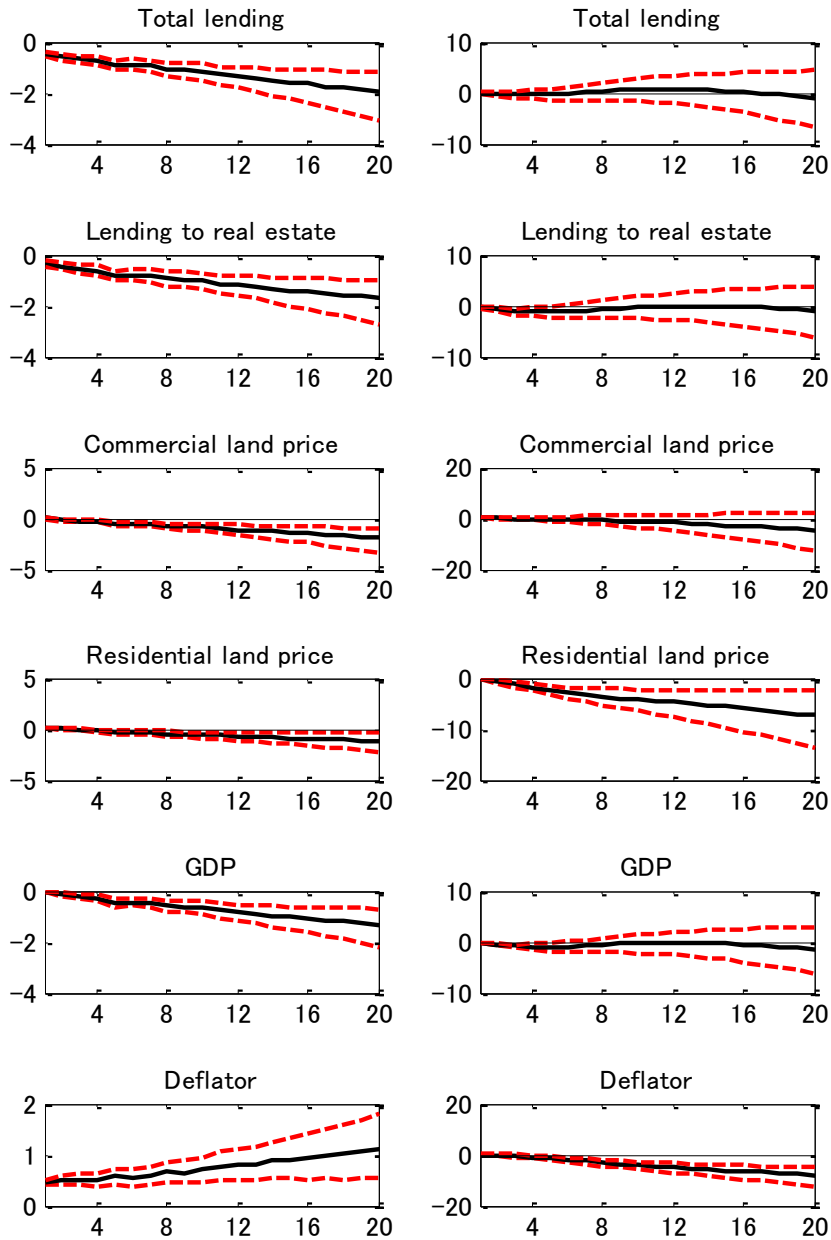 Total lending Total lending
0 10
-2 0
-4 -10
4 8 12 16 20 4 8 12 16 20
Lending to real estate Lending to real estate
0 10
-2 0
-4 -10
4 8 12 16 20 4 8 12 16 20
Commercial land price Commercial land price
5 20
0 0
-5 -20
4 8 12 16 20 4 8 12 16 20
Residential land price Residential land price
5 0
0 -10
-5 -20
4 8 12 16 20 4 8 12 16 20
GDP GDP
0 10
-2 0
-4 -10
4 8 12 16 20 4 8 12 16 20
Deflator Deflator
2 20
1 0
0 -20
4 8 12 16 20 4 8 12 16 20